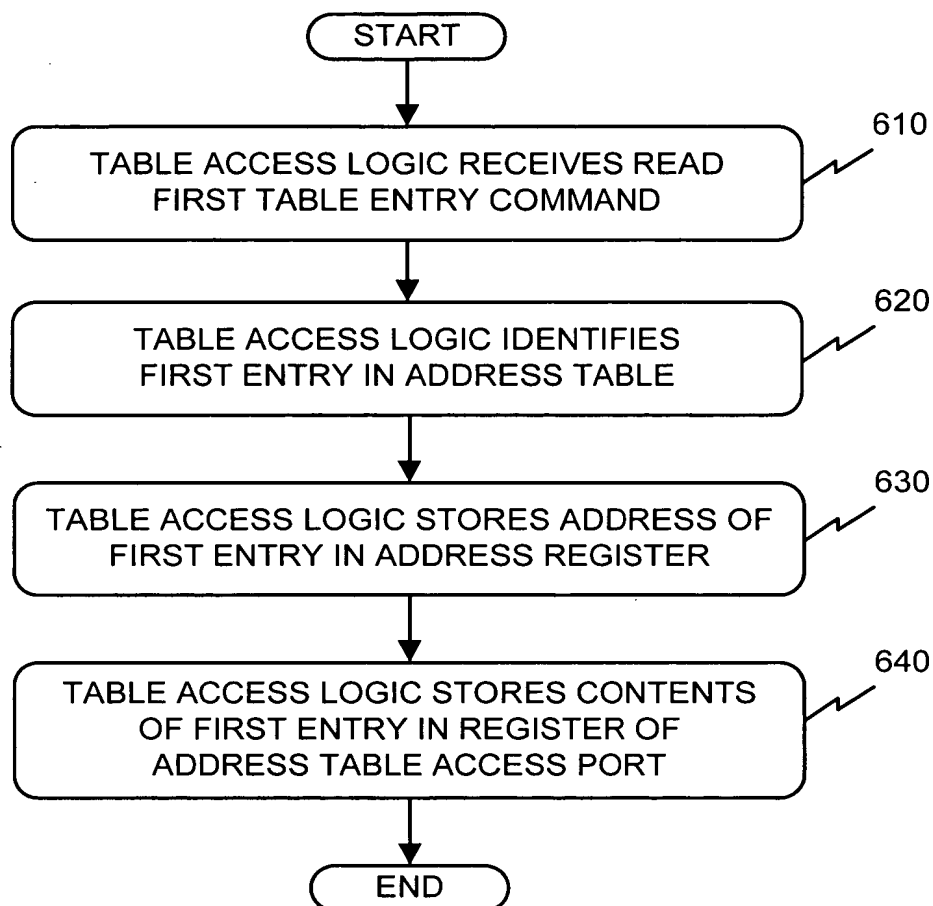 START
610
TABLE ACCESS LOGIC RECEIVES READ
FIRST TABLE ENTRY COMMAND
620
TABLE ACCESS LOGIC IDENTIFIES
FIRST ENTRY IN ADDRESS TABLE
630
TABLE ACCESS LOGIC STORES ADDRESS OF
FIRST ENTRY IN ADDRESS REGISTER
640
TABLE ACCESS LOGIC STORES CONTENTS
OF FIRST ENTRY IN REGISTER OF
ADDRESS TABLE ACCESS PORT
END